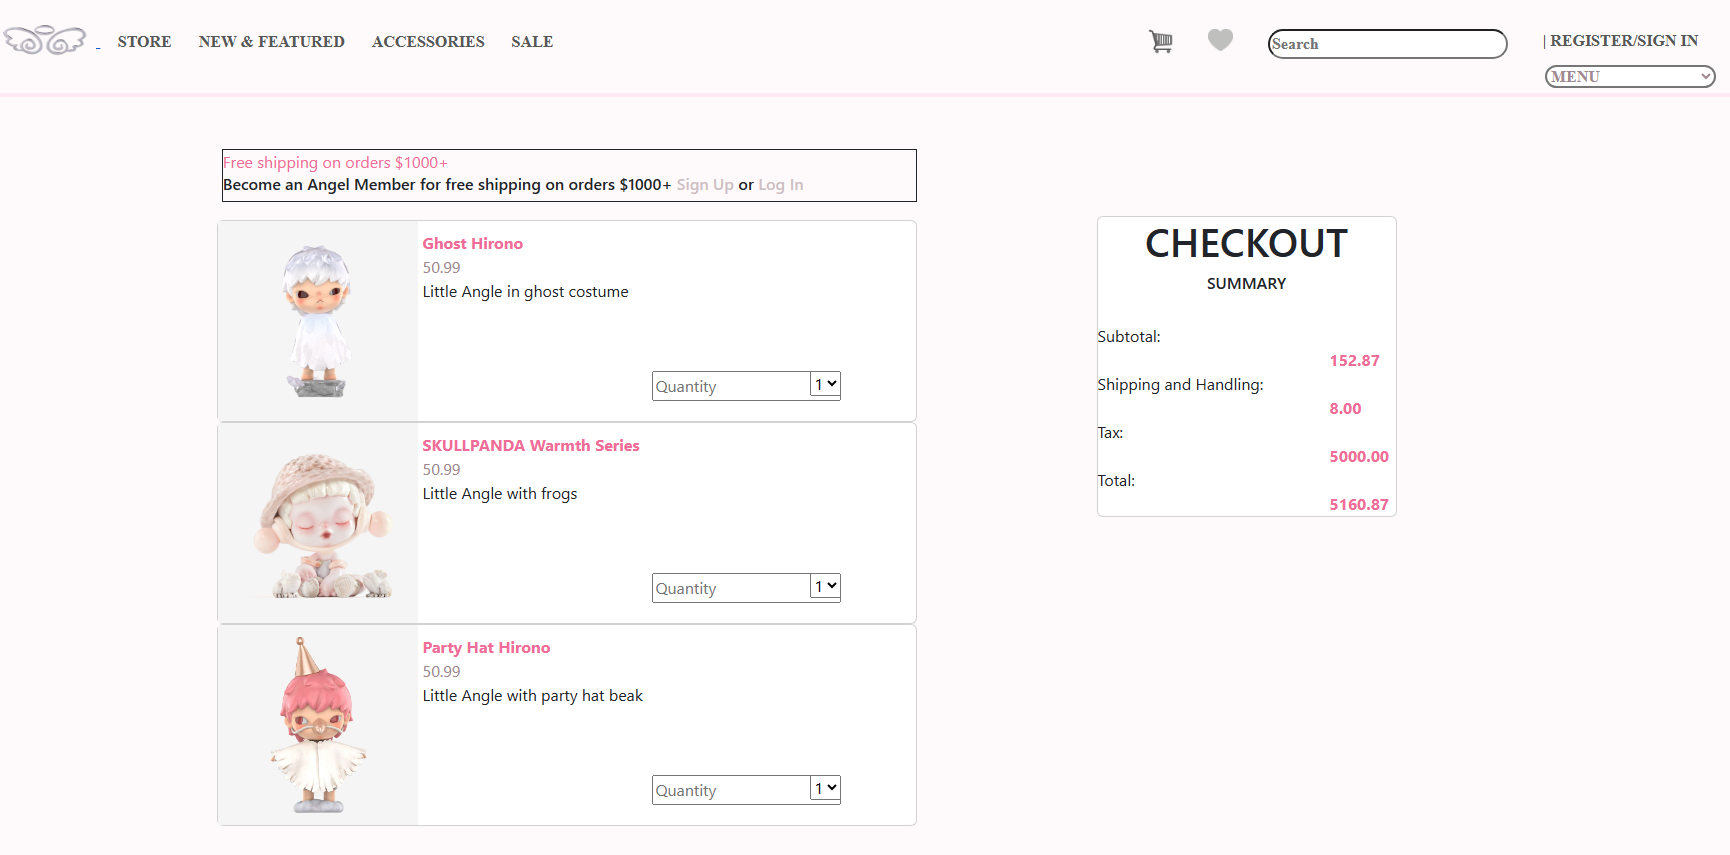 STORE NEW & FEATURED ACCESSORIES SALE Search | REGISTER/SIGN IN
MENU
Free shipping on orders $1000+
Become an Angel Member for free shipping on orders $1000+ Sign Up or Log In
Ghost Hirono
50.99
Little Angle in ghost costume
Quantity 1
SKULLPANDA Warmth Series
50.99
Little Angle with frogs
Quantity 1
Party Hat Hirono
50.99
Little Angle with party hat beak
Quantity 1
CHECKOUT
SUMMARY
Subtotal:
152.87
Shipping and Handling:
8.00
Tax:
5000.00
Total:
5160.87